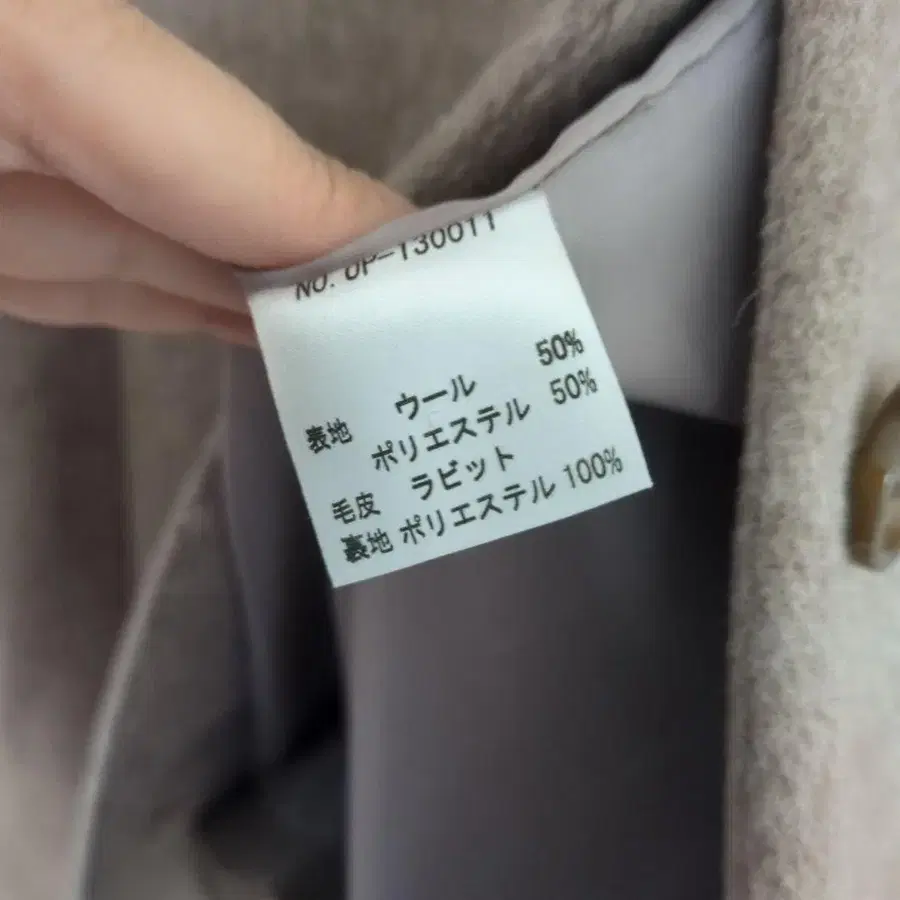 NO. UP-130011
表地 ウール 50%
ポリエステル 50%
毛皮 ラビット
裏地 ポリエステル 100%